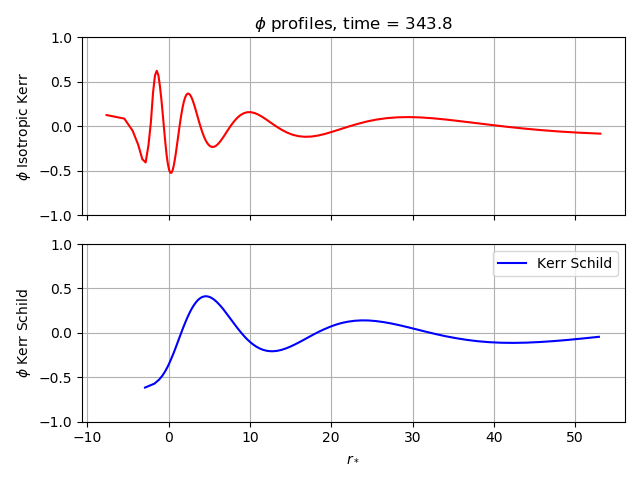 ϕ profiles, time = 343.8
1.0
0.5
0.0
−0.5
−1.0
ϕ Isotropic Kerr
1.0
0.5
0.0
−0.5
−1.0
ϕ Kerr Schild
Kerr Schild
−10 0 10 20 30 40 50
r*